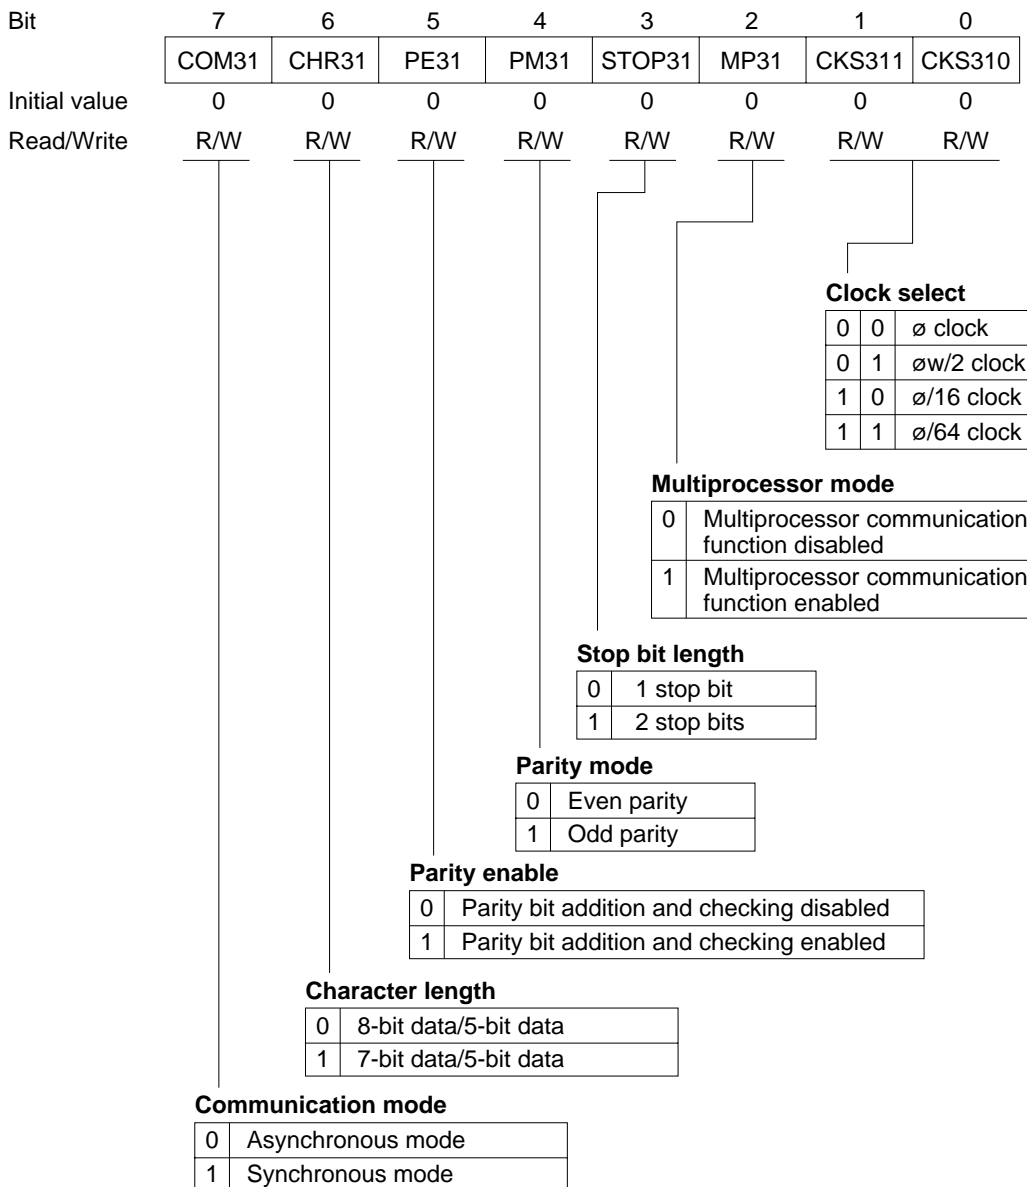 Bit 7 6 5 4 3 2 1 0
COM31 CHR31 PE31 PM31 STOP31 MP31 CKS311 CKS310
Initial value 0 0 0 0 0 0 0 0
Read/Write R/W R/W R/W R/W R/W R/W R/W R/W
Clock select
0 0 ø clock
0 1 øw/2 clock
1 0 ø/16 clock
1 1 ø/64 clock
Multiprocessor mode
0 Multiprocessor communication
function disabled
1 Multiprocessor communication
function enabled
Stop bit length
0 1 stop bit
1 2 stop bits
Parity mode
0 Even parity
1 Odd parity
Parity enable
0 Parity bit addition and checking disabled
1 Parity bit addition and checking enabled
Character length
0 8-bit data/5-bit data
1 7-bit data/5-bit data
Communication mode
0 Asynchronous mode
1 Synchronous mode